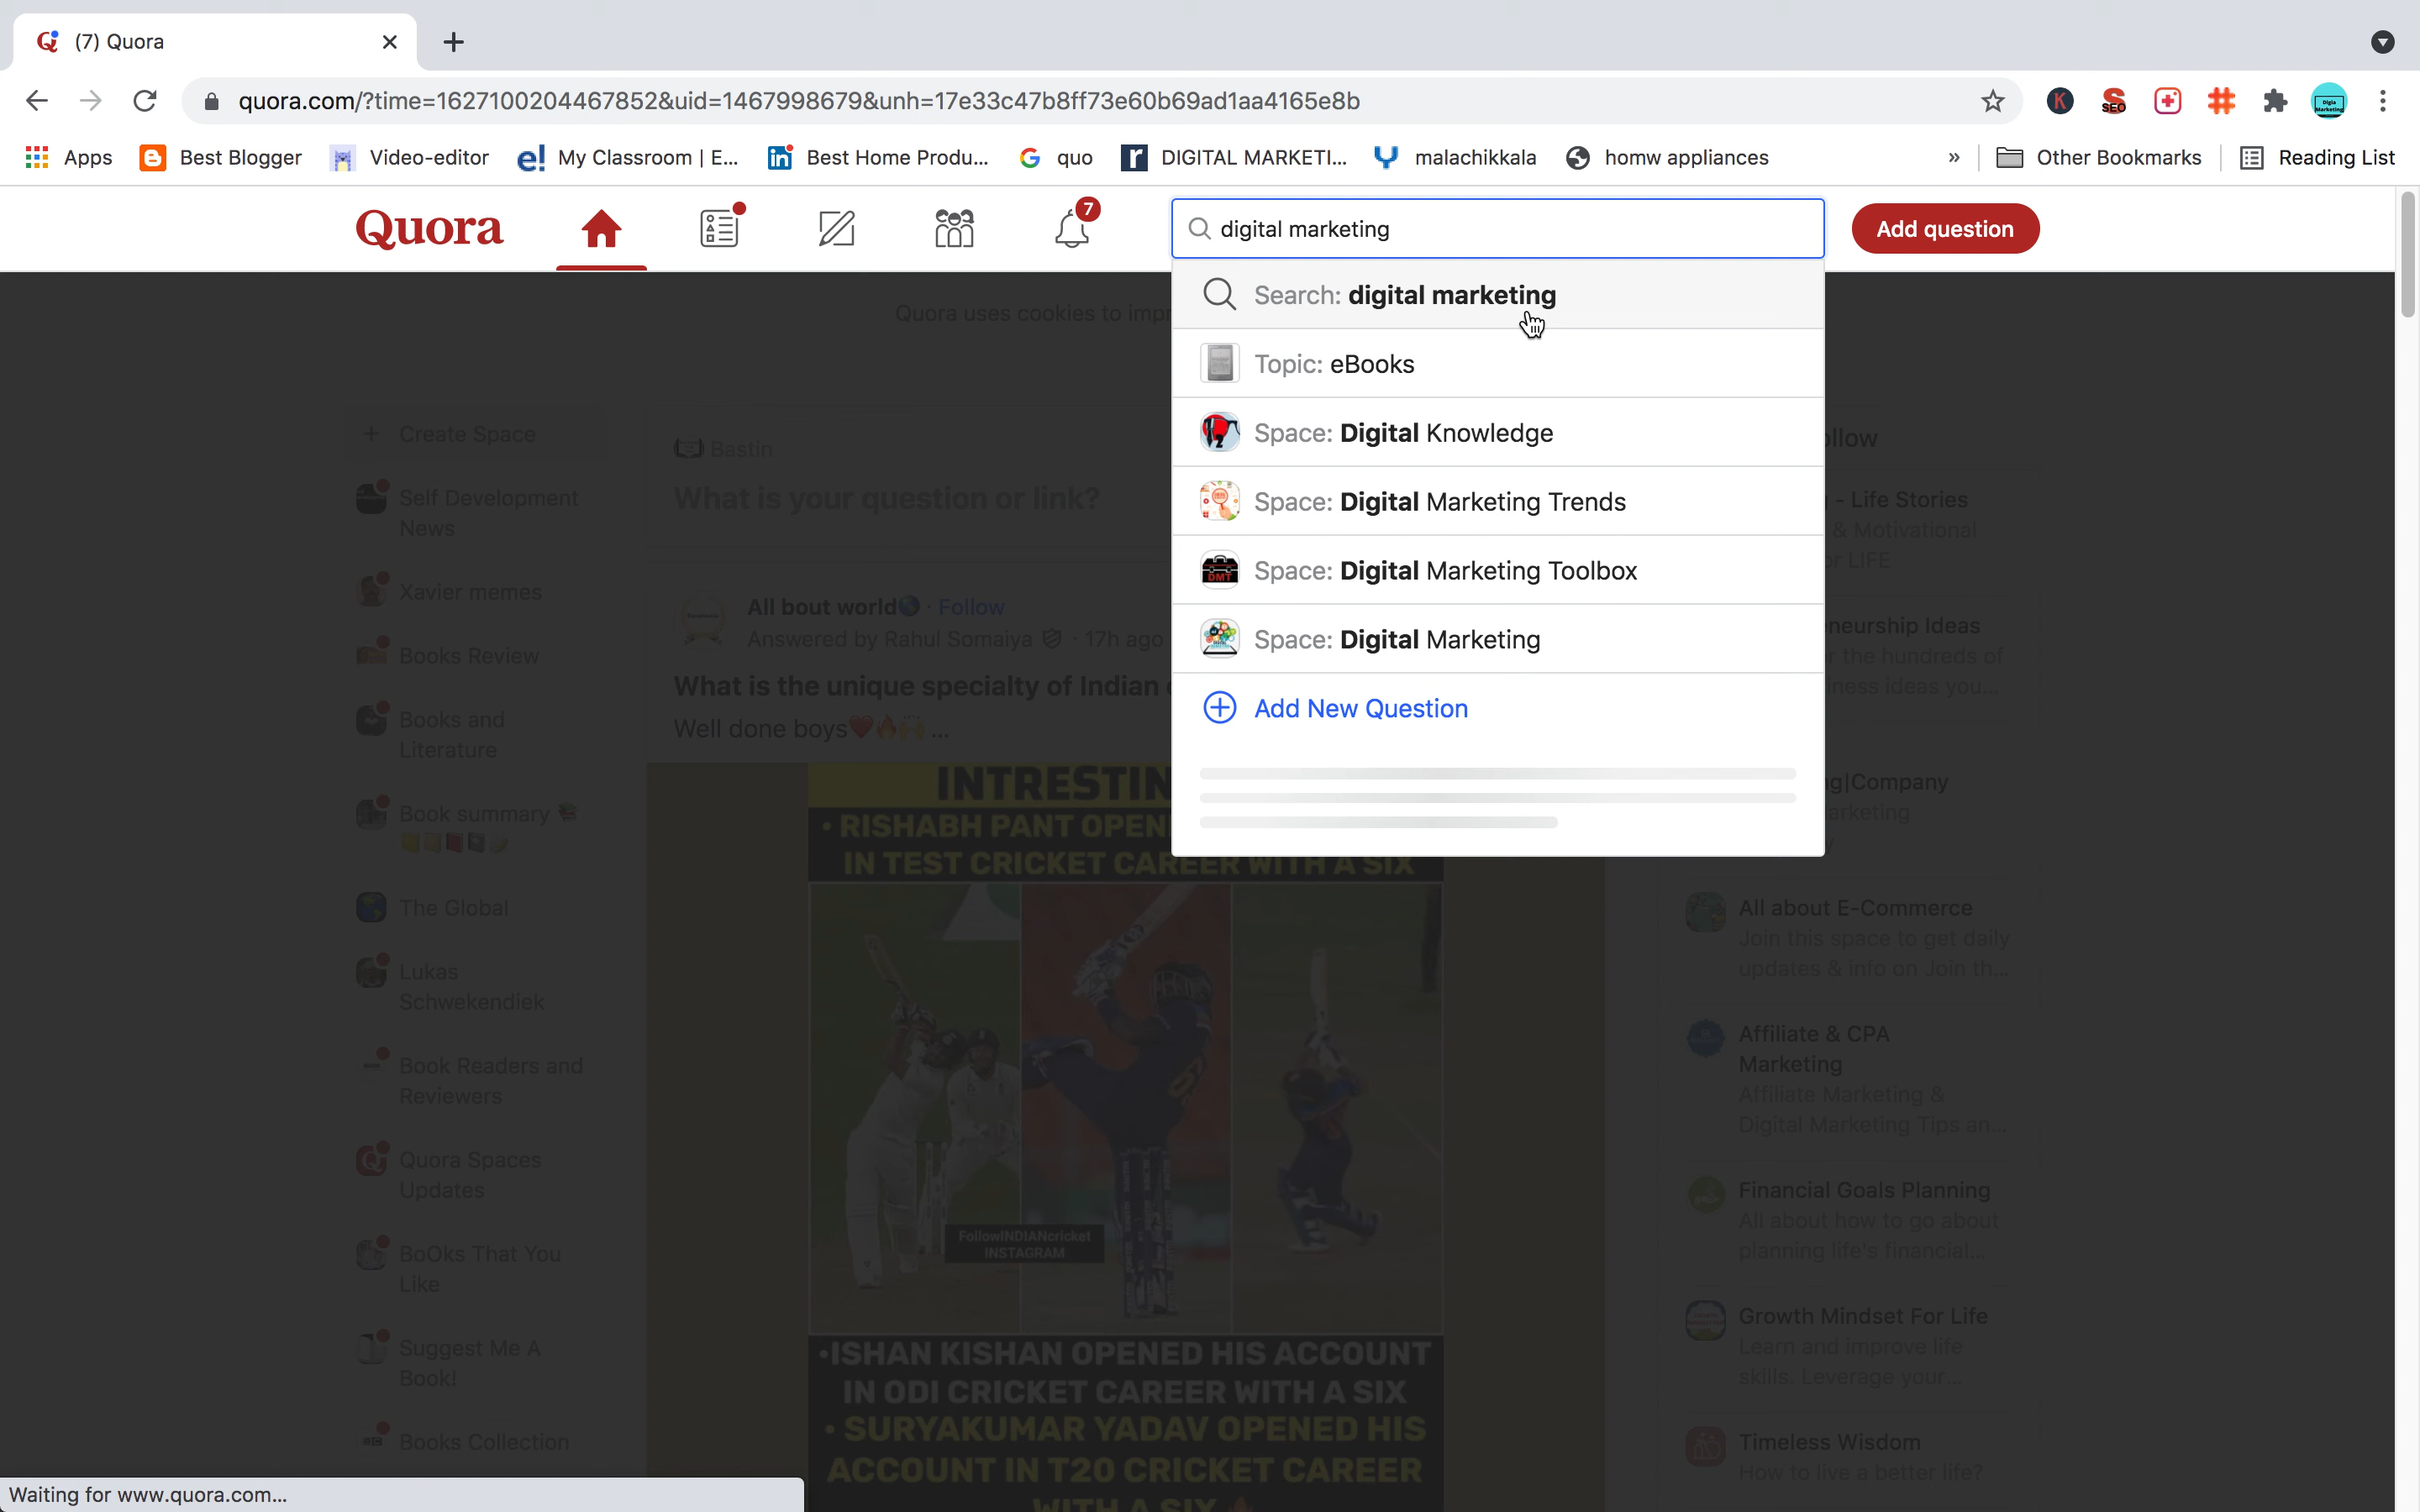 (7) Quora
quora.com/?time=1627100204467852&uid=1467998679&unh=17e33c47b8ff73e60b69ad1aa4165e8b
Apps
Best Blogger
Video-editor
My Classroom | E...
Best Home Produ...
quo
DIGITAL MARKETI...
malachikkala
homw appliances
»
Other Bookmarks
Reading List
Quora
7
digital marketing
Add question
Search: digital marketing
Topic: eBooks
Space: Digital Knowledge
Space: Digital Marketing Trends
Space: Digital Marketing Toolbox
Space: Digital Marketing
Add New Question
Quora uses cookies to impr
Create Space
Self Development
News
Xavier memes
Books Review
Books and
Literature
Book summary
The Global
Lukas
Schwekendiek
Book Readers and
Reviewers
Quora Spaces
Updates
BoOks That You
Like
Suggest Me A
Book!
Books Collection
Bastin
What is your question or link?
All bout world · Follow
Answered by Rahul Somaiya · 17h ago
What is the unique specialty of Indian
Well done boys❤🔥🙌 ...
INTRESTIN
• RISHABH PANT OPEN
IN TEST CRICKET CAREER WITH A SIX
FollowINDIANcricket
INSTAGRAM
•ISHAN KISHAN OPENED HIS ACCOUNT
IN ODI CRICKET CAREER WITH A SIX
• SURYAKUMAR YADAV OPENED HIS
ACCOUNT IN T20 CRICKET CAREER
WITH A SIX
llow
- Life Stories
& Motivational
or LIFE
neurship Ideas
r the hundreds of
iness ideas you...
ng|Company
arketing
All about E-Commerce
Join this space to get daily
updates & info on Join th...
Affiliate & CPA
Marketing
Affiliate Marketing &
Digital Marketing Tips an...
Financial Goals Planning
All about how to go about
planning life's financial...
Growth Mindset For Life
Learn and improve life
skills. Leverage your...
Timeless Wisdom
How to live a better life?
Waiting for www.quora.com...